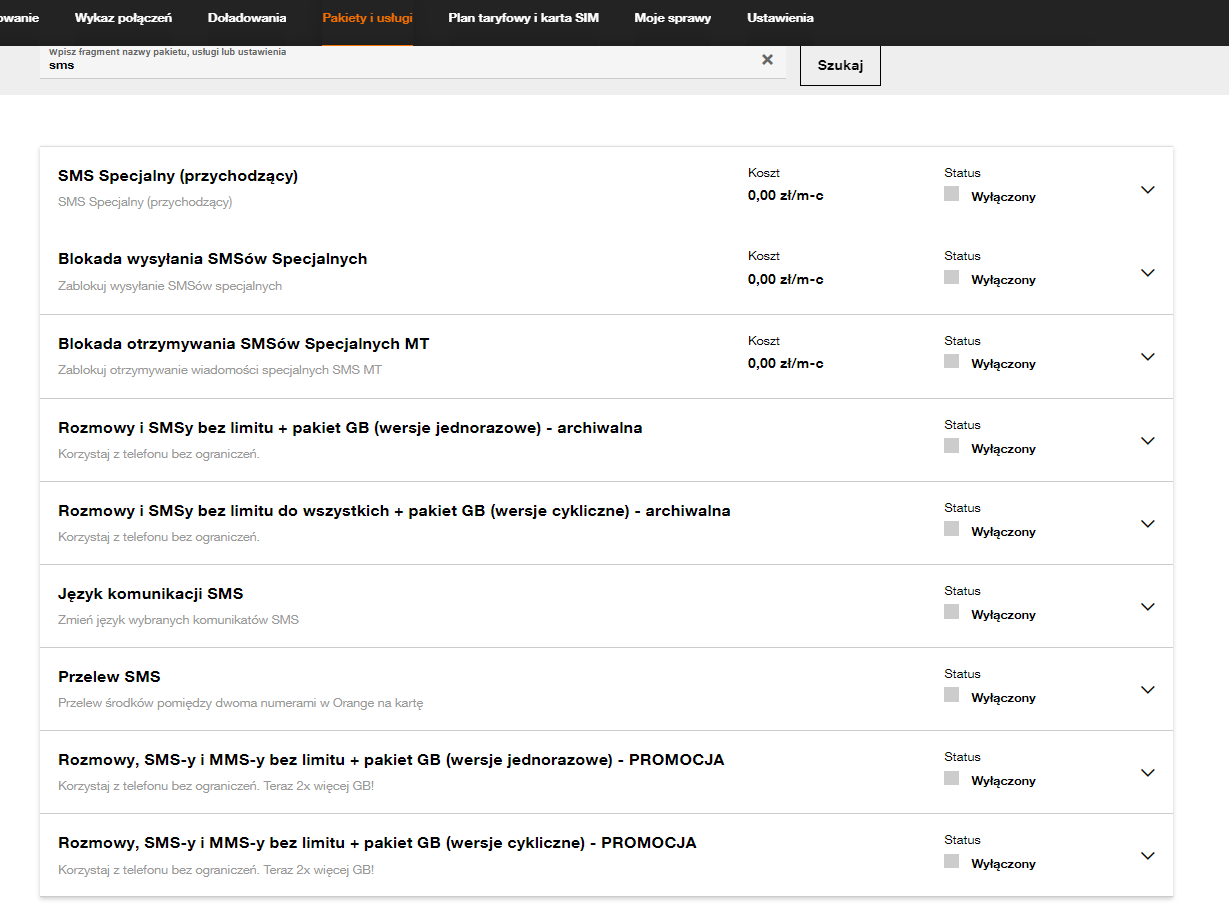 owanie Wykaz połączeń Doładowania Pakiety i usługi Plan taryfowy i karta SIM Moje sprawy Ustawienia
Wpisz fragment nazwy pakietu, usługi lub ustawienia
sms
Szukaj
SMS Specjalny (przychodzący) Koszt Status
SMS Specjalny (przychodzący) 0,00 zł/m-c Wyłączony
Blokada wysyłania SMSów Specjalnych Koszt Status
Zablokuj wysyłanie SMSów specjalnych 0,00 zł/m-c Wyłączony
Blokada otrzymywania SMSów Specjalnych MT Koszt Status
Zablokuj otrzymywanie wiadomości specjalnych SMS MT 0,00 zł/m-c Wyłączony
Rozmowy i SMSy bez limitu + pakiet GB (wersje jednorazowe) - archiwalna Status
Korzystaj z telefonu bez ograniczeń. Wyłączony
Rozmowy i SMSy bez limitu do wszystkich + pakiet GB (wersje cykliczne) - archiwalna Status
Korzystaj z telefonu bez ograniczeń. Wyłączony
Język komunikacji SMS Status
Zmień język wybranych komunikatów SMS Wyłączony
Przelew SMS Status
Przelew środków pomiędzy dwoma numerami w Orange na kartę Wyłączony
Rozmowy, SMS-y i MMS-y bez limitu + pakiet GB (wersje jednorazowe) - PROMOCJA Status
Korzystaj z telefonu bez ograniczeń. Teraz 2x więcej GB! Wyłączony
Rozmowy, SMS-y i MMS-y bez limitu + pakiet GB (wersje cykliczne) - PROMOCJA Status
Korzystaj z telefonu bez ograniczeń. Teraz 2x więcej GB! Wyłączony